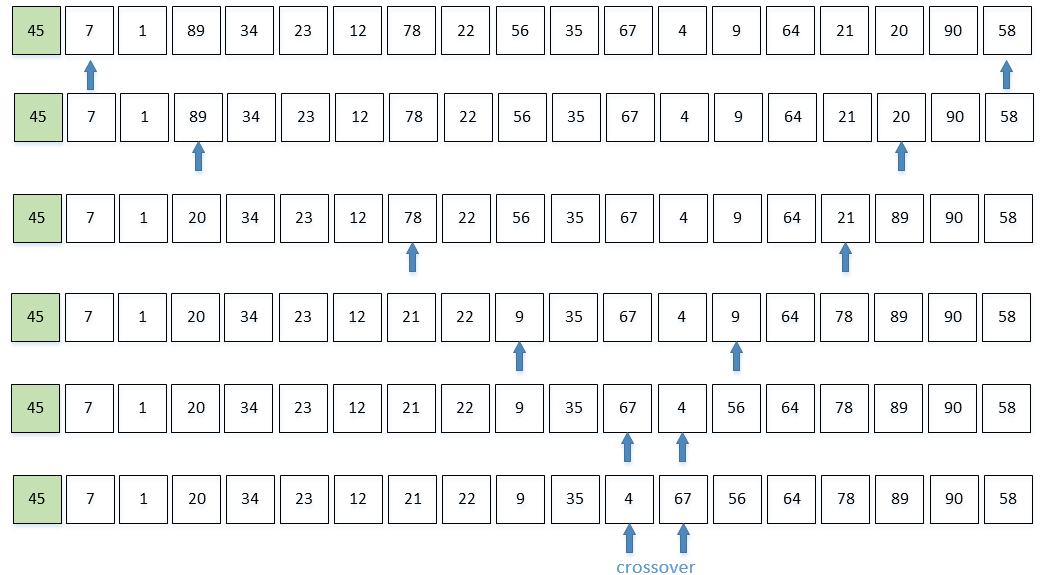 45 7 1 89 34 23 12 78 22 56 35 67 4 9 64 21 20 90 58
45 7 1 89 34 23 12 78 22 56 35 67 4 9 64 21 20 90 58
45 7 1 20 34 23 12 78 22 56 35 67 4 9 64 21 89 90 58
45 7 1 20 34 23 12 21 22 9 35 67 4 9 64 78 89 90 58
45 7 1 20 34 23 12 21 22 9 35 67 4 56 64 78 89 90 58
45 7 1 20 34 23 12 21 22 9 35 4 67 56 64 78 89 90 58
crossover